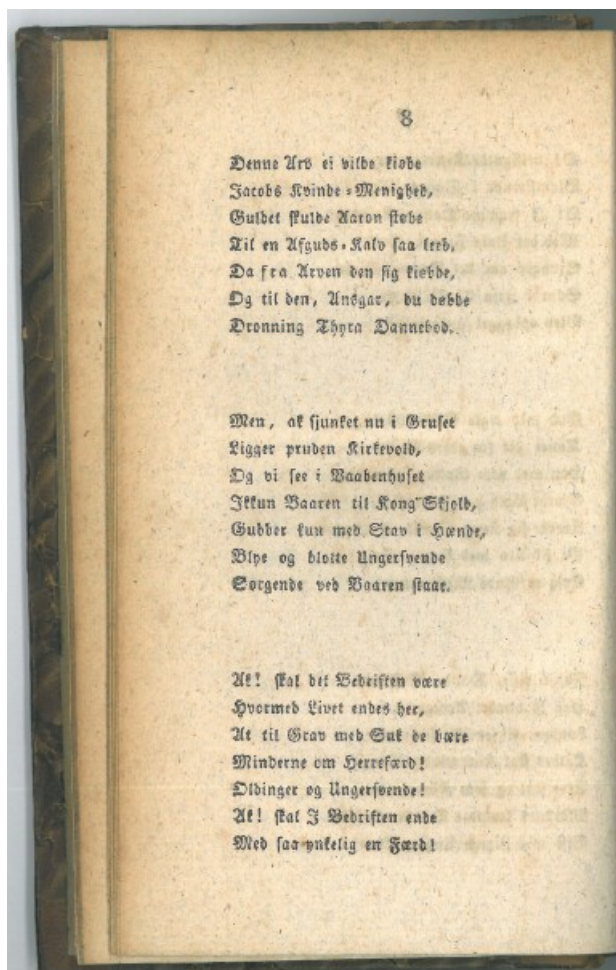 8
Denne Arv ei vilde kiøbe
Jacobs Kvinde-Menighed,
Guldet skulde Aaron støbe
Til en Afguds-Kalv saa leed,
Da fra Arven den sig kiøbde,
Og til den, Ansgar, du døbde
Dronning Thyra Dannebod.
Men, ak sjunket nu i Gruset
Ligger pruden Kirkevold,
Og vi see i Vaabenhuset
Ikkun Baaren til Kong Skjold,
Gubber kun med Stav i Hænde,
Blye og blotte Ungersvende
Sørgende ved Baaren staae.
Ak! skal det Bedriften være
Hvormed Livet endes her,
At til Grav med Suk de bære
Minderne om Herrefærd!
Oldinger og Ungersvende!
Ak! skal I Bedriften ende
Med saa ynkelig en Færd!